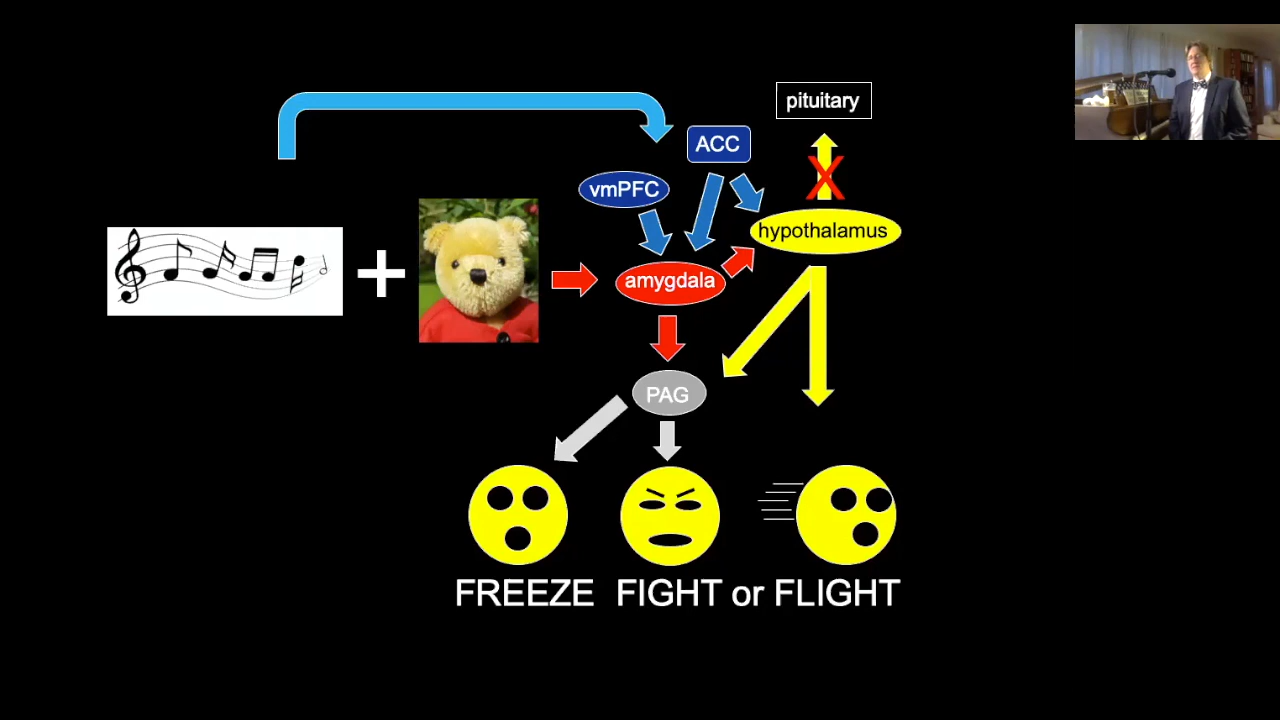 pituitary
ACC
vmPFC
hypothalamus
amygdala
PAG
FREEZE FIGHT or FLIGHT